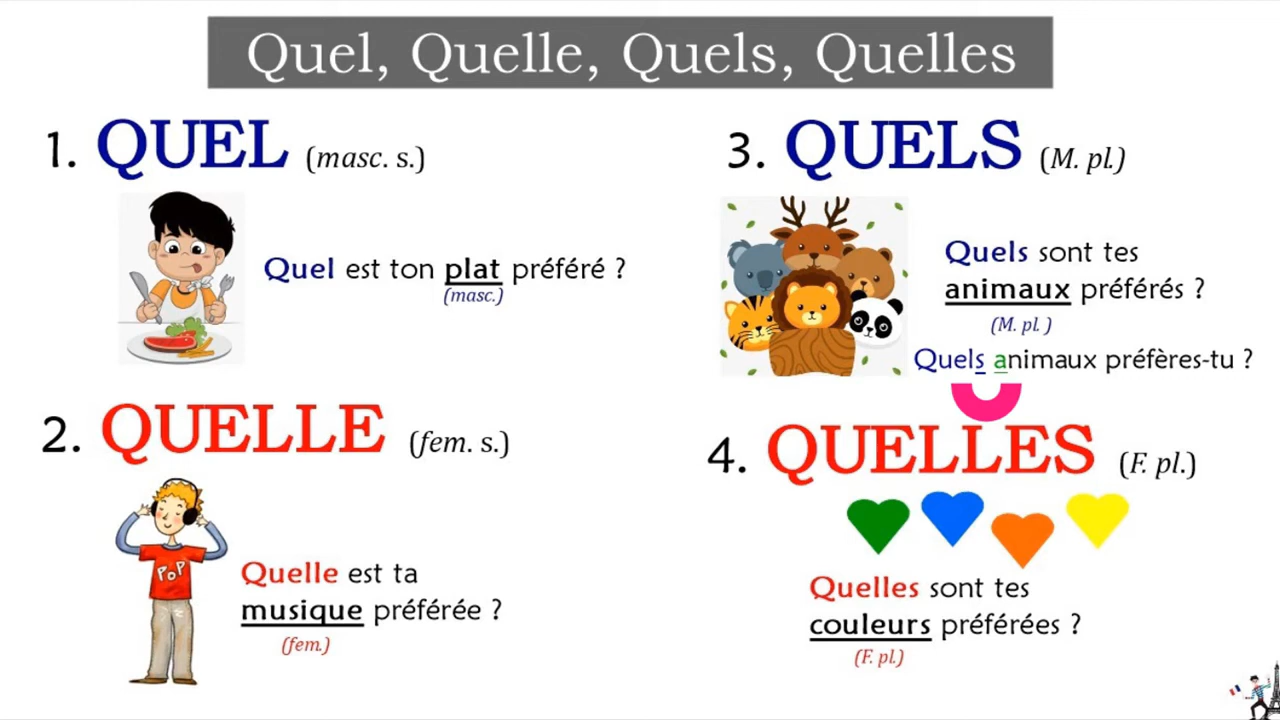 Quel, Quelle, Quels, Quelles
1. QUEL (masc. s.)
Quel est ton plat préféré ?
(masc.)
2. QUELLE (fem. s.)
POP
Quelle est ta
musique préférée ?
(fem.)
3. QUELS (M. pl.)
Quels sont tes
animaux préférés ?
(M. pl. )
Quels animaux préfères-tu ?
4. QUELLES (F. pl.)
Quelles sont tes
couleurs préférées ?
(F. pl.)